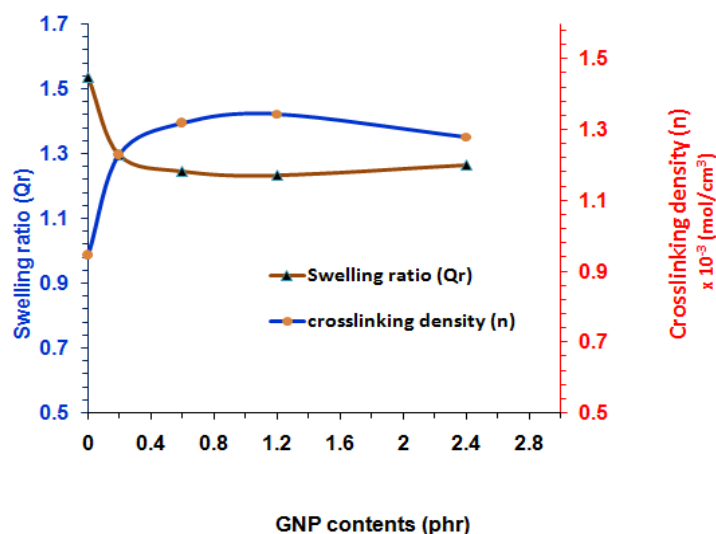 Swelling ratio (Qr)
1.7
1.5
1.3
1.1
0.9
0.7
0.5
0 0.4 0.8 1.2 1.6 2 2.4 2.8
GNP contents (phr)
Swelling ratio (Qr)
crosslinking density (n)
1.5
1.3
1.1
0.9
0.7
0.5
Crosslinking density (n)
x 10⁻³ (mol/cm³)